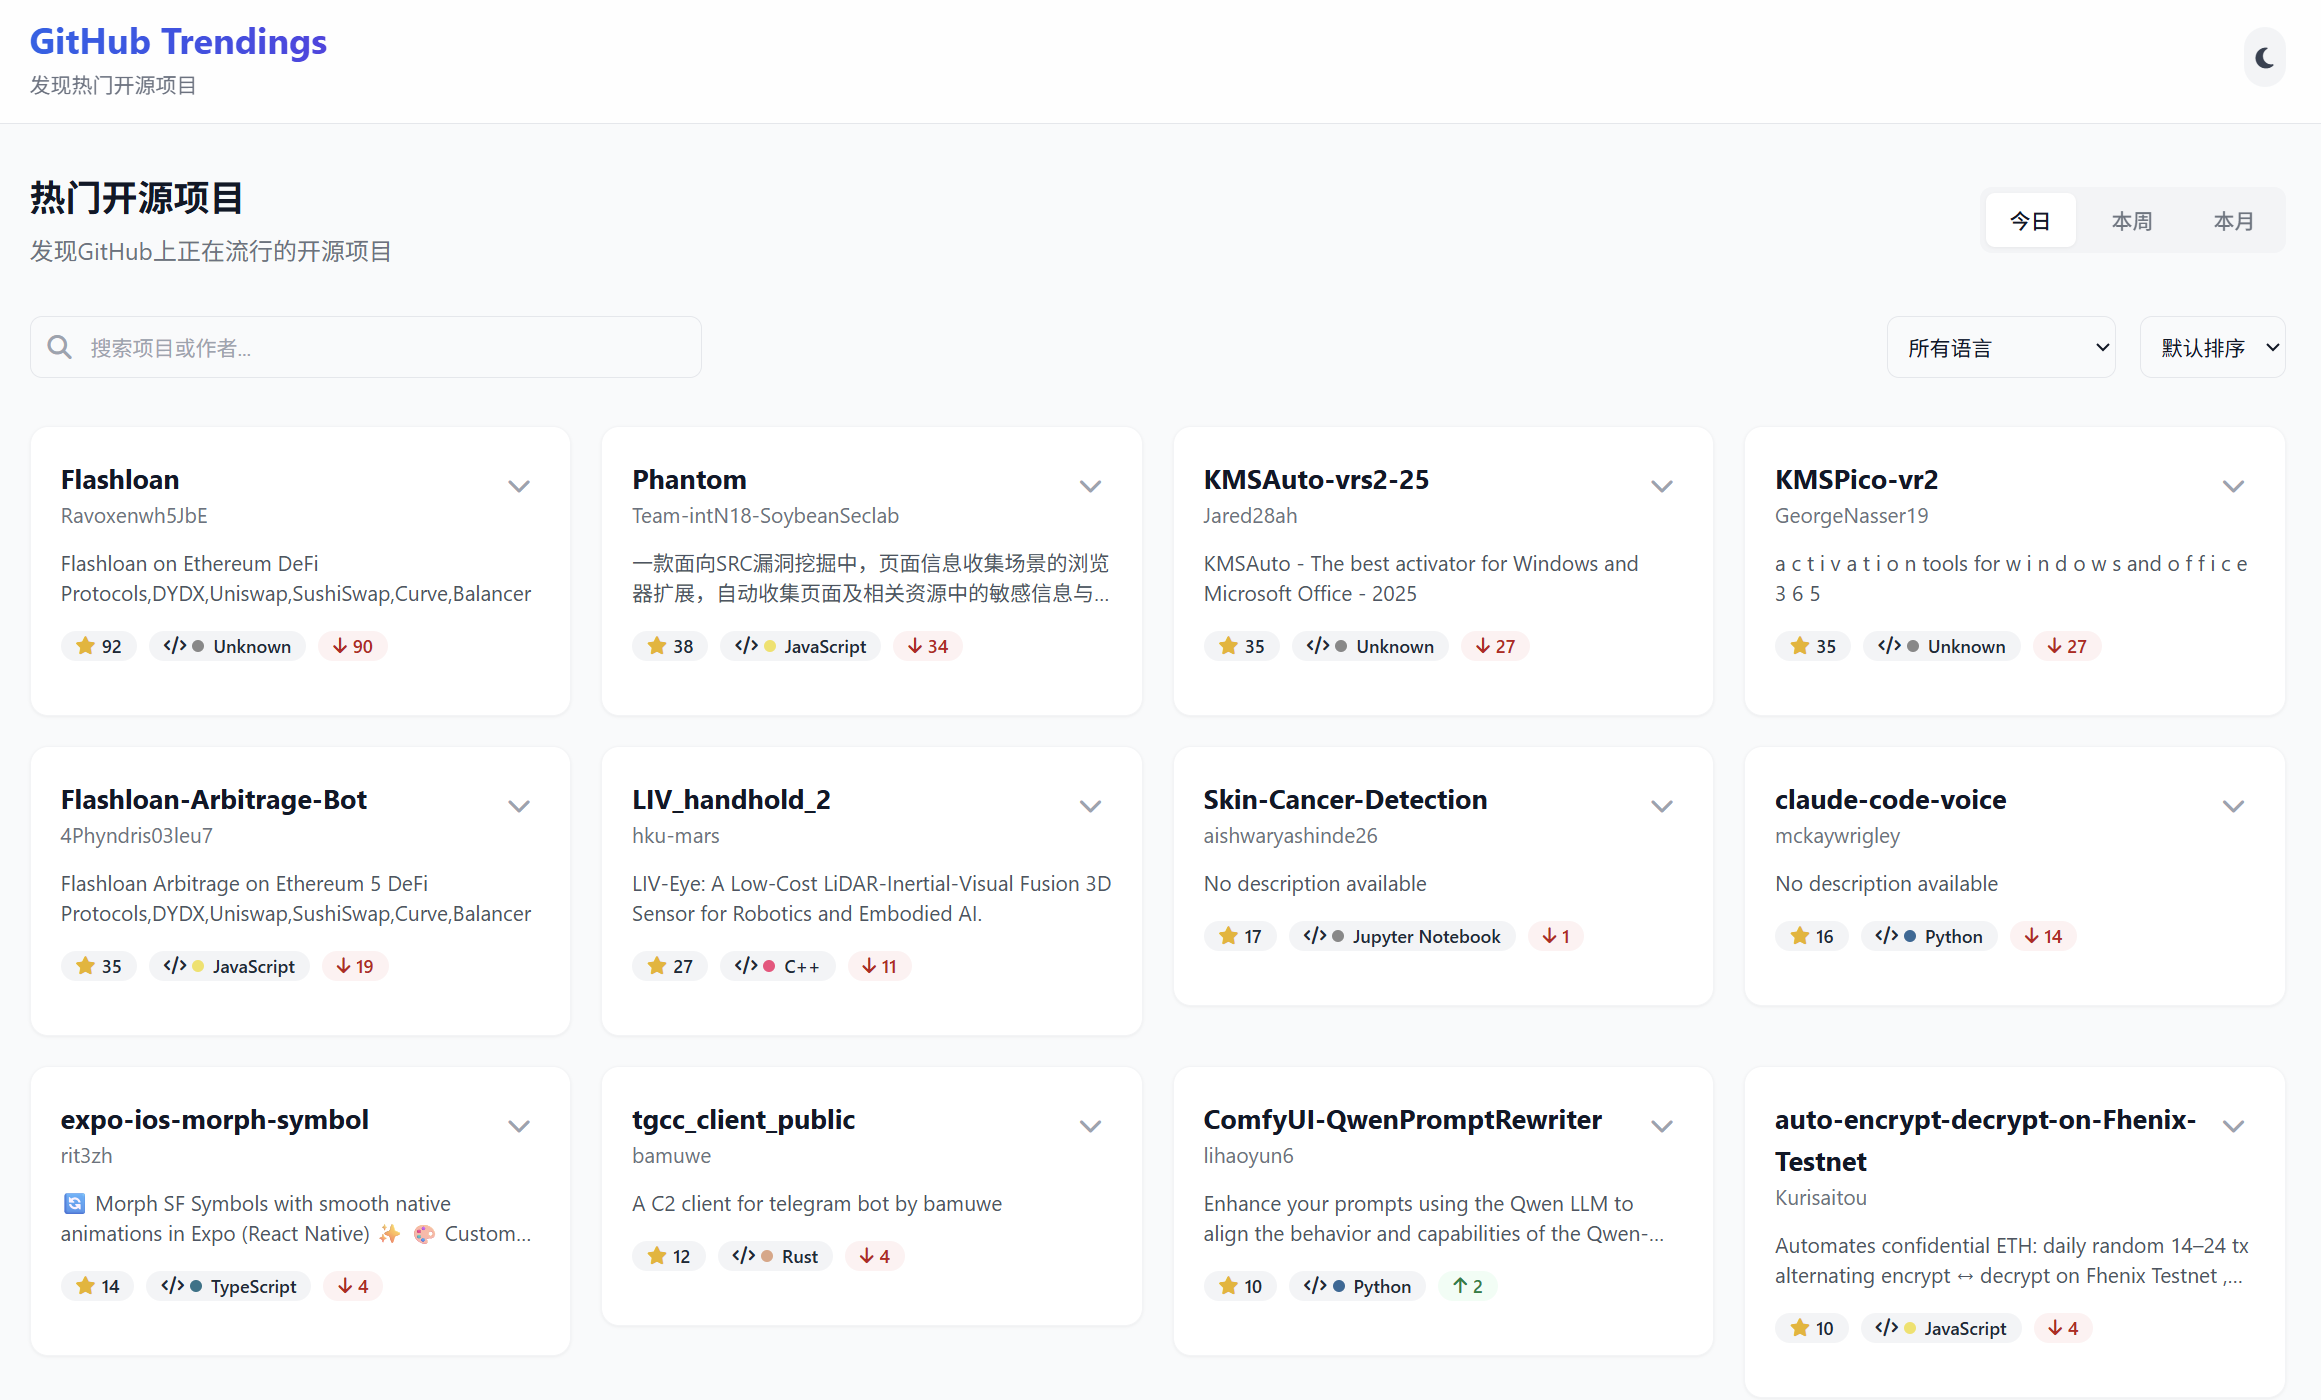 GitHub Trendings
发现热门开源项目
热门开源项目
发现GitHub上正在流行的开源项目
今日
本周
本月
搜索项目或作者...
所有语言
默认排序
Flashloan
Ravoxenwh5JbE
Flashloan on Ethereum DeFi
Protocols,DYDX,Uniswap,SushiSwap,Curve,Balancer
92 </> Unknown ↓ 90
Phantom
Team-intN18-SoybeanSeclab
一款面向SRC漏洞挖掘中，页面信息收集场景的浏览
器扩展，自动收集页面及相关资源中的敏感信息与...
38 </> JavaScript ↓ 34
KMSAuto-vrs2-25
Jared28ah
KMSAuto - The best activator for Windows and
Microsoft Office - 2025
35 </> Unknown ↓ 27
KMSPico-vr2
GeorgeNasser19
a c t i v a t i o n tools for w i n d o w s and o f f i c e
3 6 5
35 </> Unknown ↓ 27
Flashloan-Arbitrage-Bot
4Phyndris03leu7
Flashloan Arbitrage on Ethereum 5 DeFi
Protocols,DYDX,Uniswap,SushiSwap,Curve,Balancer
35 </> JavaScript ↓ 19
LIV_handhold_2
hku-mars
LIV-Eye: A Low-Cost LiDAR-Inertial-Visual Fusion 3D
Sensor for Robotics and Embodied AI.
27 </> C++ ↓ 11
Skin-Cancer-Detection
aishwaryashinde26
No description available
17 </> Jupyter Notebook ↓ 1
claude-code-voice
mckaywrigley
No description available
16 </> Python ↓ 14
expo-ios-morph-symbol
rit3zh
🔄 Morph SF Symbols with smooth native
animations in Expo (React Native) ✨ 🎨 Custom...
14 </> TypeScript ↓ 4
tgcc_client_public
bamuwe
A C2 client for telegram bot by bamuwe
12 </> Rust ↓ 4
ComfyUI-QwenPromptRewriter
lihaoyun6
Enhance your prompts using the Qwen LLM to
align the behavior and capabilities of the Qwen-...
10 </> Python ↑ 2
auto-encrypt-decrypt-on-Fhenix-
Testnet
Kurisaitou
Automates confidential ETH: daily random 14–24 tx
alternating encrypt ↔ decrypt on Fhenix Testnet ,...
10 </> JavaScript ↓ 4